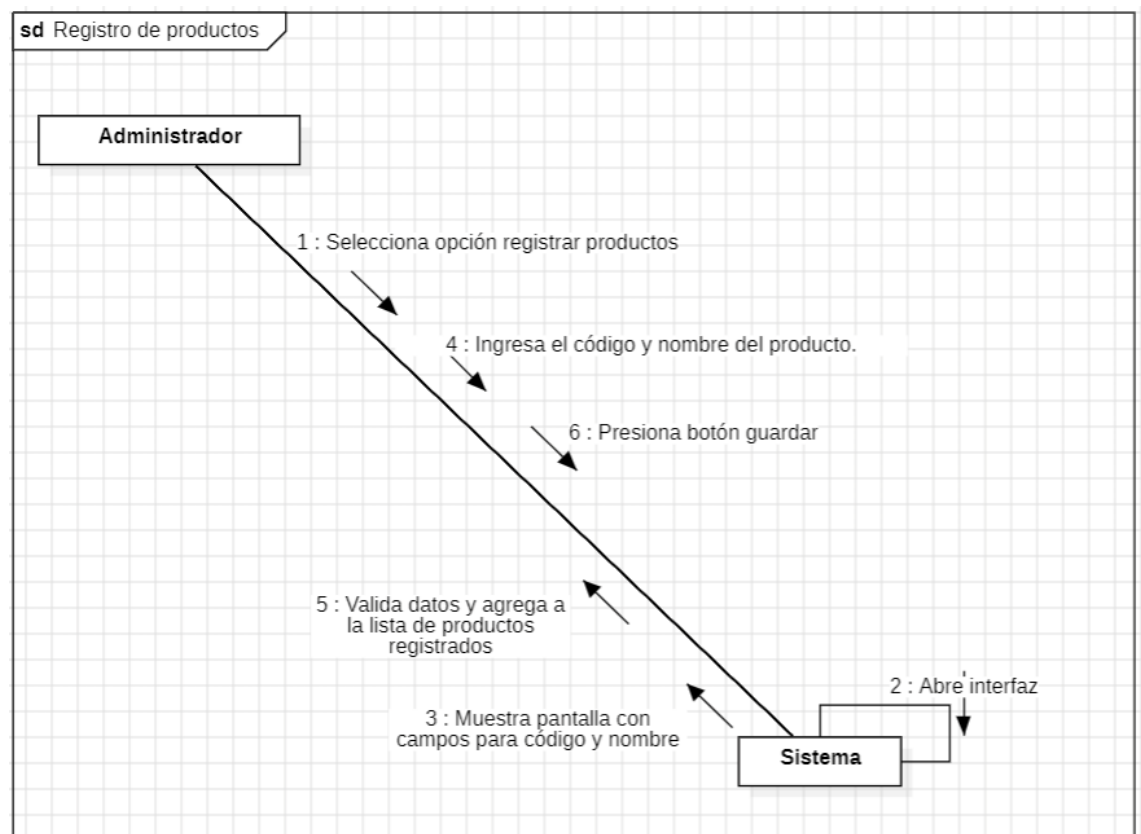 sd Registro de productos
Administrador
1 : Selecciona opción registrar productos
4 : Ingresa el código y nombre del producto.
6 : Presiona botón guardar
5 : Valida datos y agrega a
la lista de productos
registrados
2 : Abre interfaz
3 : Muestra pantalla con
campos para código y nombre
Sistema